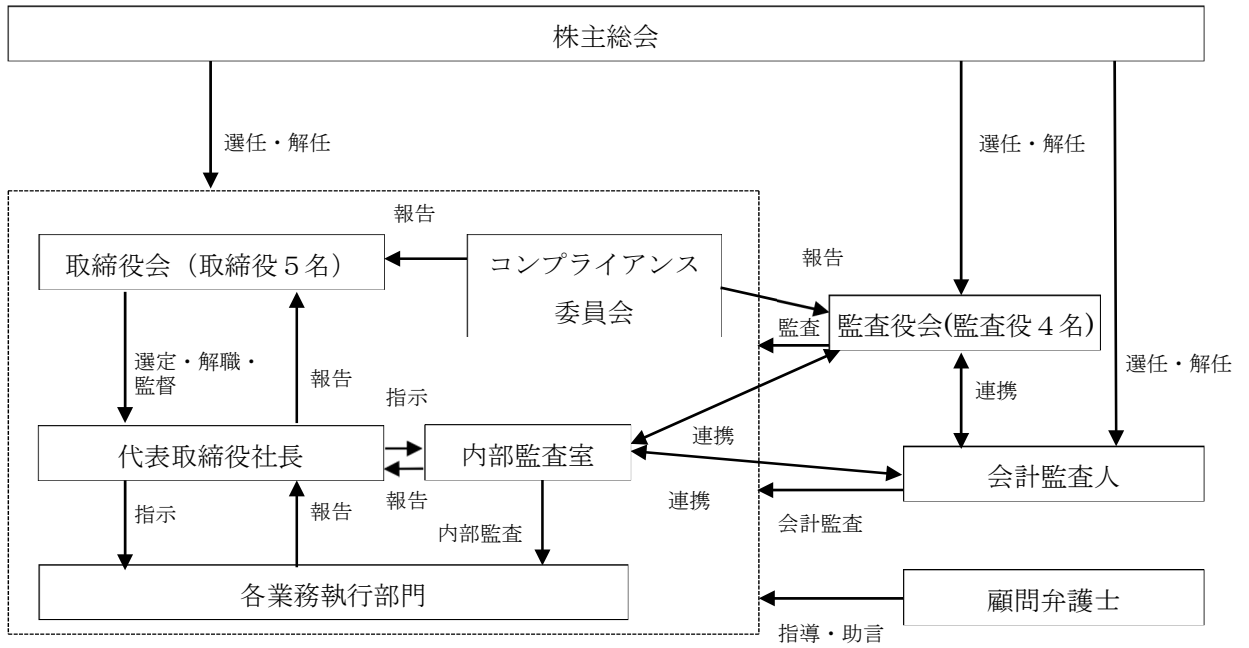 株主総会
選任・解任
選任・解任
選任・解任
報告
取締役会（取締役５名）
コンプライアンス
委員会
報告
監査役会(監査役４名)
監査
選定・解職・
監督
報告
指示
連携
連携
代表取締役社長
内部監査室
会計監査人
指示
報告
報告
内部監査
連携
会計監査
各業務執行部門
顧問弁護士
指導・助言